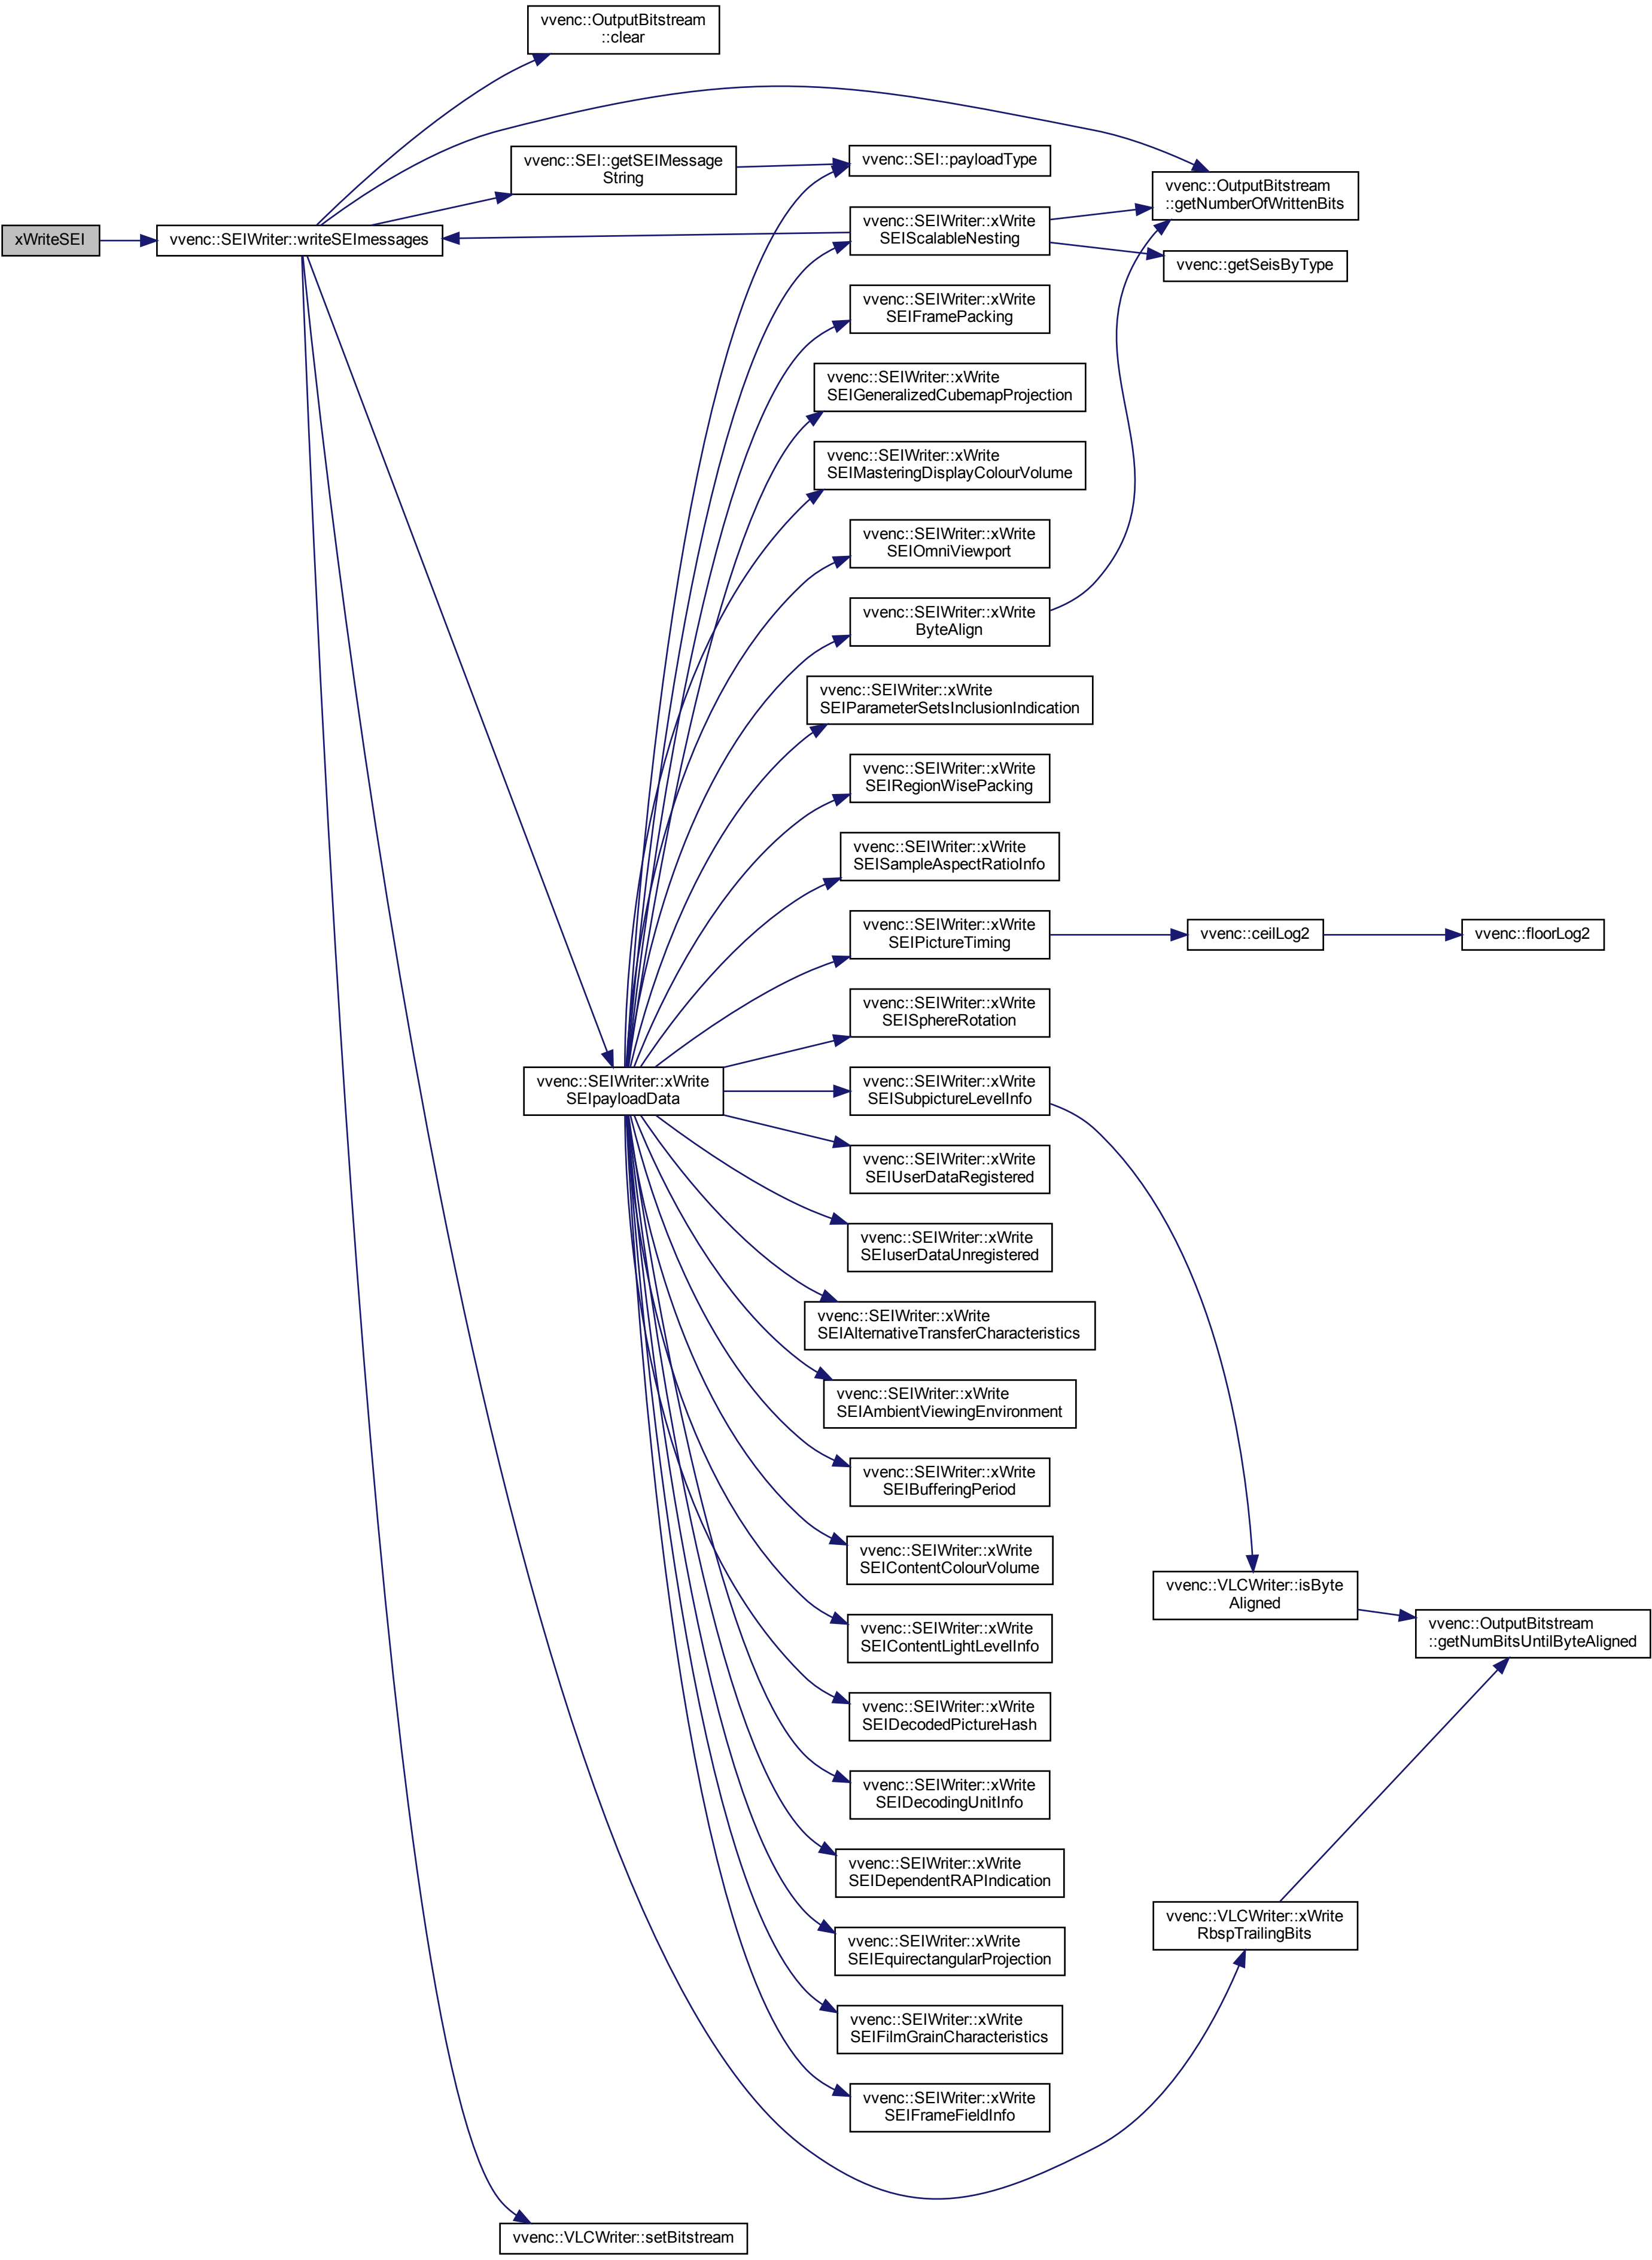 vvenc::OutputBitstream
::clear
vvenc::SEI::getSEIMessage
String
vvenc::SEI::payloadType
vvenc::OutputBitstream
::getNumberOfWrittenBits
xWriteSEI
vvenc::SEIWriter::writeSEImessages
vvenc::SEIWriter::xWrite
SEIScalableNesting
vvenc::getSeisByType
vvenc::SEIWriter::xWrite
SEIFramePacking
vvenc::SEIWriter::xWrite
SEIGeneralizedCubemapProjection
vvenc::SEIWriter::xWrite
SEIMasteringDisplayColourVolume
vvenc::SEIWriter::xWrite
SEIOmniViewport
vvenc::SEIWriter::xWrite
ByteAlign
vvenc::SEIWriter::xWrite
SEIParameterSetsInclusionIndication
vvenc::SEIWriter::xWrite
SEIRegionWisePacking
vvenc::SEIWriter::xWrite
SEISampleAspectRatioInfo
vvenc::SEIWriter::xWrite
SEIPictureTiming
vvenc::ceilLog2
vvenc::floorLog2
vvenc::SEIWriter::xWrite
SEISphereRotation
vvenc::SEIWriter::xWrite
SEIpayloadData
vvenc::SEIWriter::xWrite
SEISubpictureLevelInfo
vvenc::SEIWriter::xWrite
SEIUserDataRegistered
vvenc::SEIWriter::xWrite
SEIuserDataUnregistered
vvenc::SEIWriter::xWrite
SEIAlternativeTransferCharacteristics
vvenc::SEIWriter::xWrite
SEIAmbientViewingEnvironment
vvenc::SEIWriter::xWrite
SEIBufferingPeriod
vvenc::SEIWriter::xWrite
SEIContentColourVolume
vvenc::VLCWriter::isByte
Aligned
vvenc::OutputBitstream
::getNumBitsUntilByteAligned
vvenc::SEIWriter::xWrite
SEIContentLightLevelInfo
vvenc::SEIWriter::xWrite
SEIDecodedPictureHash
vvenc::SEIWriter::xWrite
SEIDecodingUnitInfo
vvenc::SEIWriter::xWrite
SEIDependentRAPIndication
vvenc::VLCWriter::xWrite
RbspTrailingBits
vvenc::SEIWriter::xWrite
SEIEquirectangularProjection
vvenc::SEIWriter::xWrite
SEIFilmGrainCharacteristics
vvenc::SEIWriter::xWrite
SEIFrameFieldInfo
vvenc::VLCWriter::setBitstream